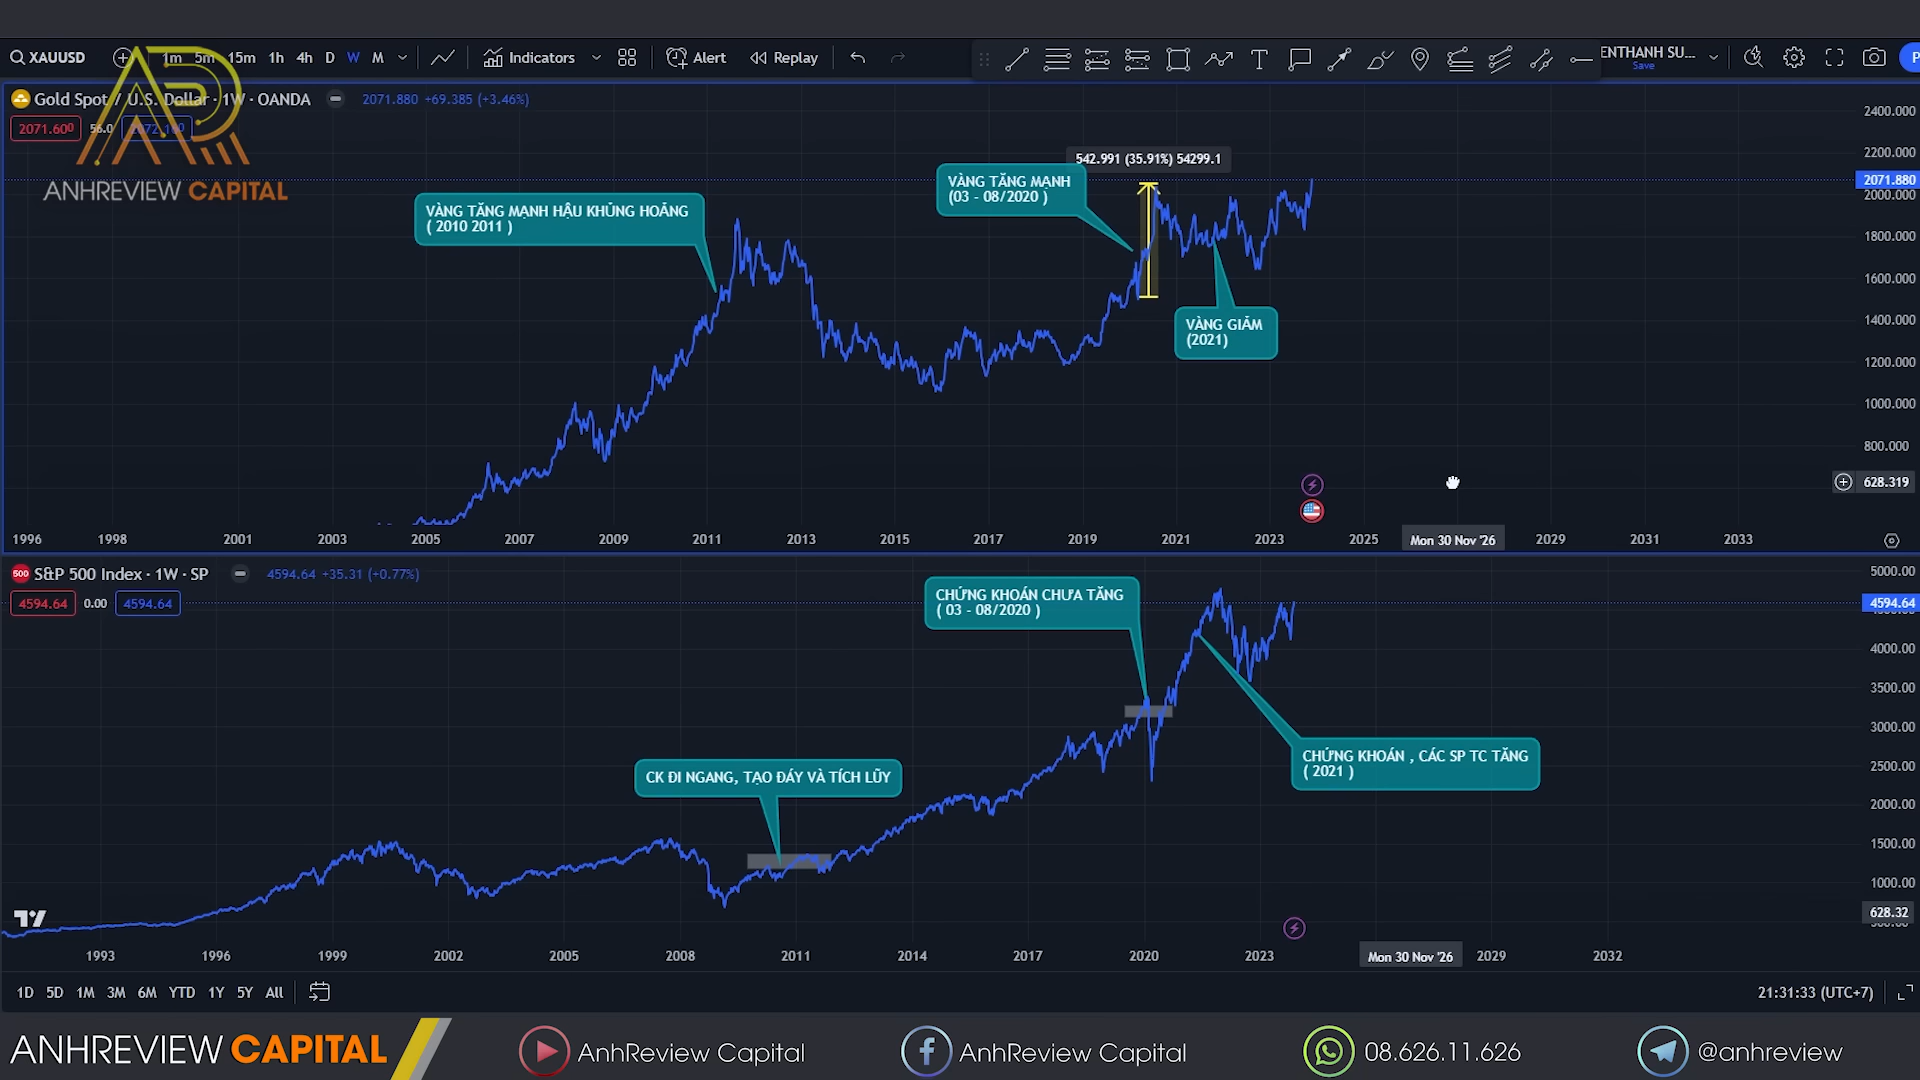 XAUUSD
1m 5m 15m 1h 4h D W M
Indicators
Alert
Replay
ENTHANH SU...
Save
Gold Spot / U.S. Dollar · 1W · OANDA
2071.880 +69.385 (+3.46%)
2071.600
56.0
ANHREVIEW CAPITAL
542.991 (35.91%) 54299.1
VÀNG TĂNG MẠNH
(03 - 08/2020 )
VÀNG TĂNG MẠNH HẬU KHỦNG HOẢNG
( 2010 2011 )
VÀNG GIẢM
(2021)
2400.000
2200.000
2071.880
2000.000
1800.000
1600.000
1400.000
1200.000
1000.000
800.000
628.319
1996 1998 2001 2003 2005 2007 2009 2011 2013 2015 2017 2019 2021 2023 2025 Mon 30 Nov '26 2029 2031 2033
500 S&P 500 Index · 1W · SP
4594.64 +35.31 (+0.77%)
4594.64 0.00 4594.64
CHỨNG KHOÁN CHƯA TĂNG
( 03 - 08/2020 )
CHỨNG KHOÁN , CÁC SP TC TĂNG
( 2021 )
CK ĐI NGANG, TẠO ĐÁY VÀ TÍCH LŨY
5000.00
4594.64
4000.00
3500.00
3000.00
2500.00
2000.00
1500.00
1000.00
628.32
1993 1996 1999 2002 2005 2008 2011 2014 2017 2020 2023 Mon 30 Nov '26 2029 2032
1D 5D 1M 3M 6M YTD 1Y 5Y All
21:31:33 (UTC+7)
ANHREVIEW CAPITAL
AnhReview Capital
AnhReview Capital
08.626.11.626
@anhreview